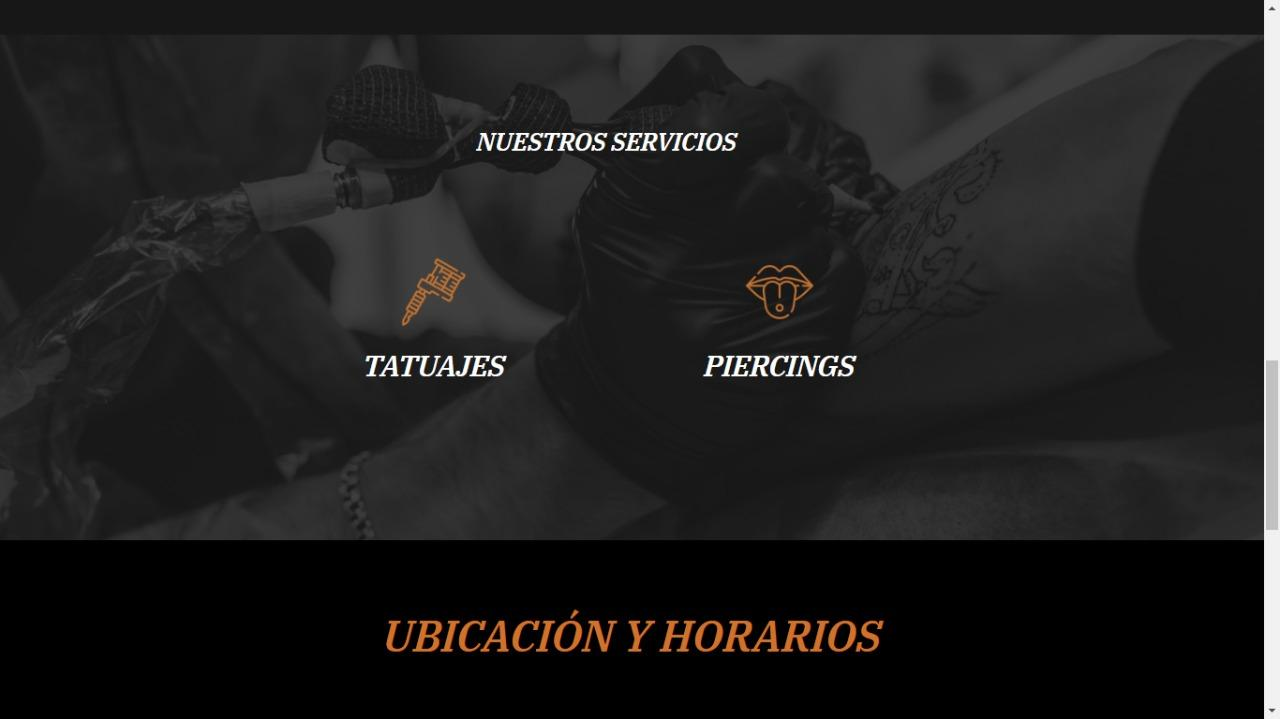 NUESTROS SERVICIOS
TATUAJES
PIERCINGS
UBICACIÓN Y HORARIOS